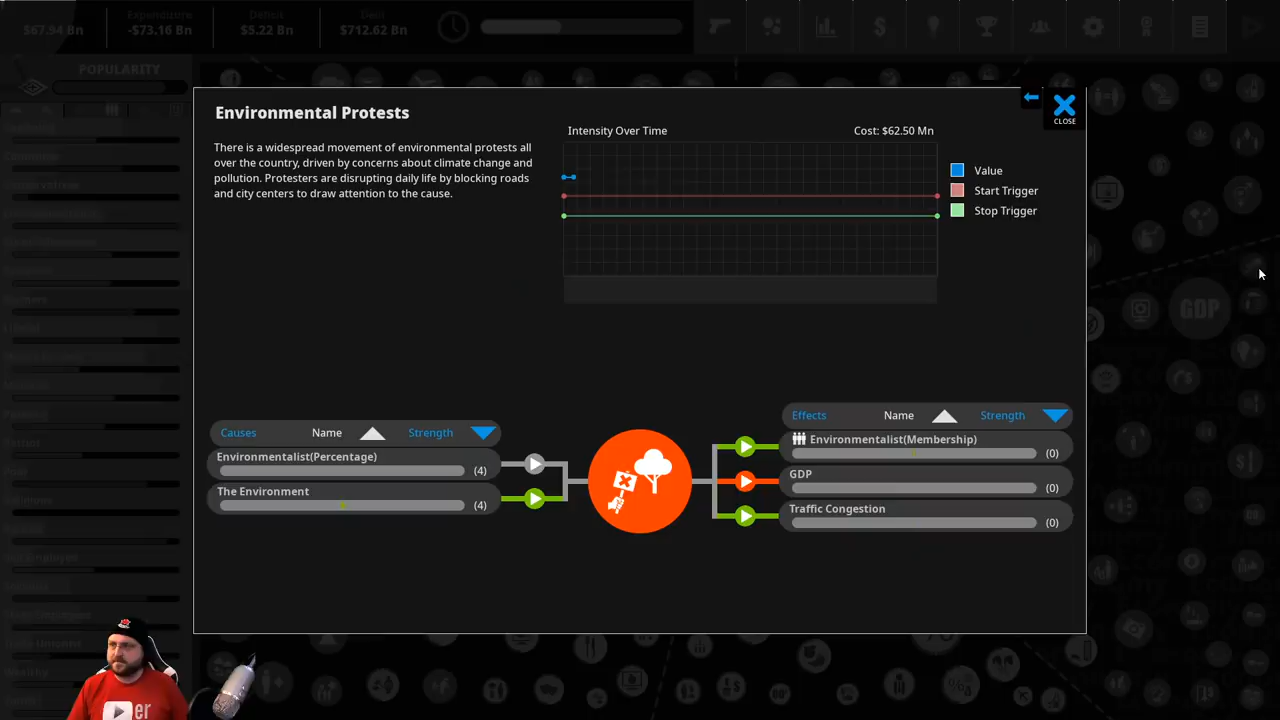 Expenditure
Deficit
Debt
$67.94 Bn
-$73.16 Bn
$5.22 Bn
$712.62 Bn
POPULARITY
Environmental Protests
CLOSE
There is a widespread movement of environmental protests all
over the country, driven by concerns about climate change and
pollution. Protesters are disrupting daily life by blocking roads
and city centers to draw attention to the cause.
Intensity Over Time
Cost: $62.50 Mn
Value
Start Trigger
Stop Trigger
GDP
Causes
Name
Strength
Environmentalist(Percentage)
(4)
The Environment
(4)
Effects
Name
Strength
Environmentalist(Membership)
(0)
GDP
(0)
Traffic Congestion
(0)
er